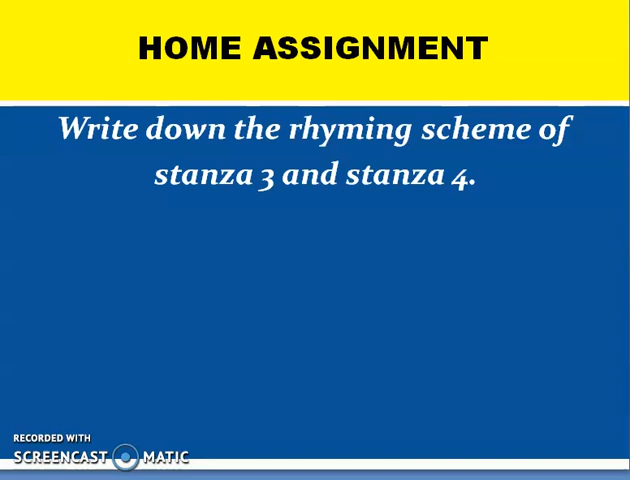 HOME ASSIGNMENT
Write down the rhyming scheme of
stanza 3 and stanza 4.
RECORDED WITH
SCREENCAST MATIC